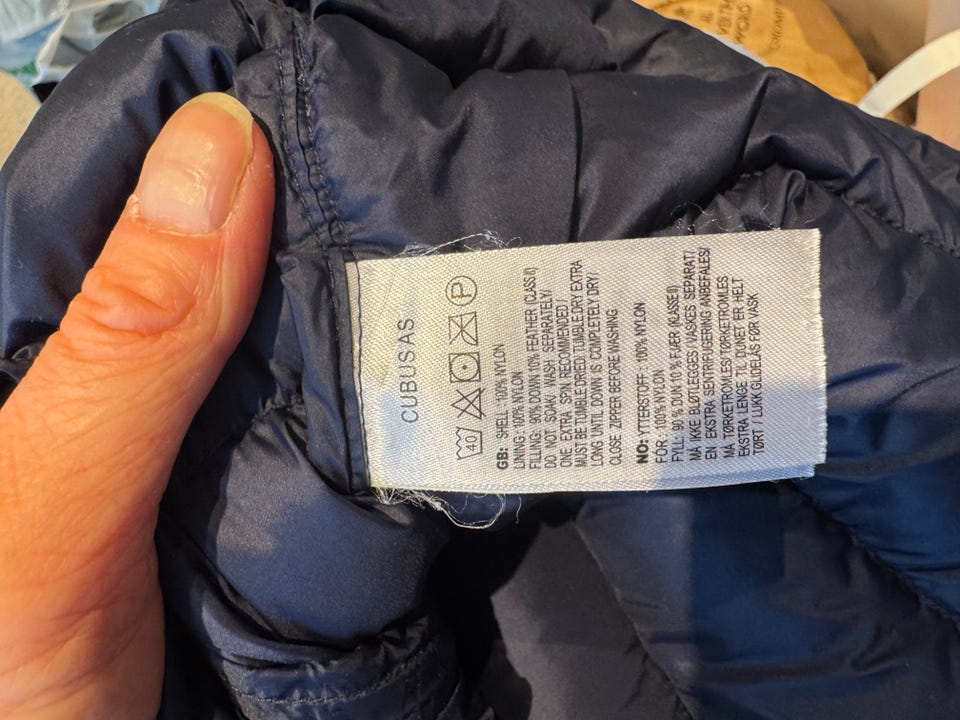 CUBUS AS
40
P
GB: SHELL: 100% NYLON
LINING: 100% NYLON
FILLING: 90% DOWN 10% FEATHER (CLASS II)
DO NOT SOAK/ WASH SEPARATELY/
ONE EXTRA SPIN RECOMMENDED/
MUST BE TUMBLE DRIED/ TUMBLE DRY EXTRA
LONG UNTIL DOWN IS COMPLETELY DRY/
CLOSE ZIPPER BEFORE WASHING
NO: YTTERSTOFF: 100% NYLON
FÔR: 100% NYLON
FYLL: 90 % DUN 10 % FJÆR (KLASSE II)
MÅ IKKE BLØTLEGGES/ VASKES SEPARAT/
EN EKSTRA SENTRIFUGERING ANBEFALES/
MÅ TØRKETROMLES/ TØRKETROMLES
EKSTRA LENGE TIL DUNET ER HELT
TØRT / LUKK GLIDELÅS FØR VASK